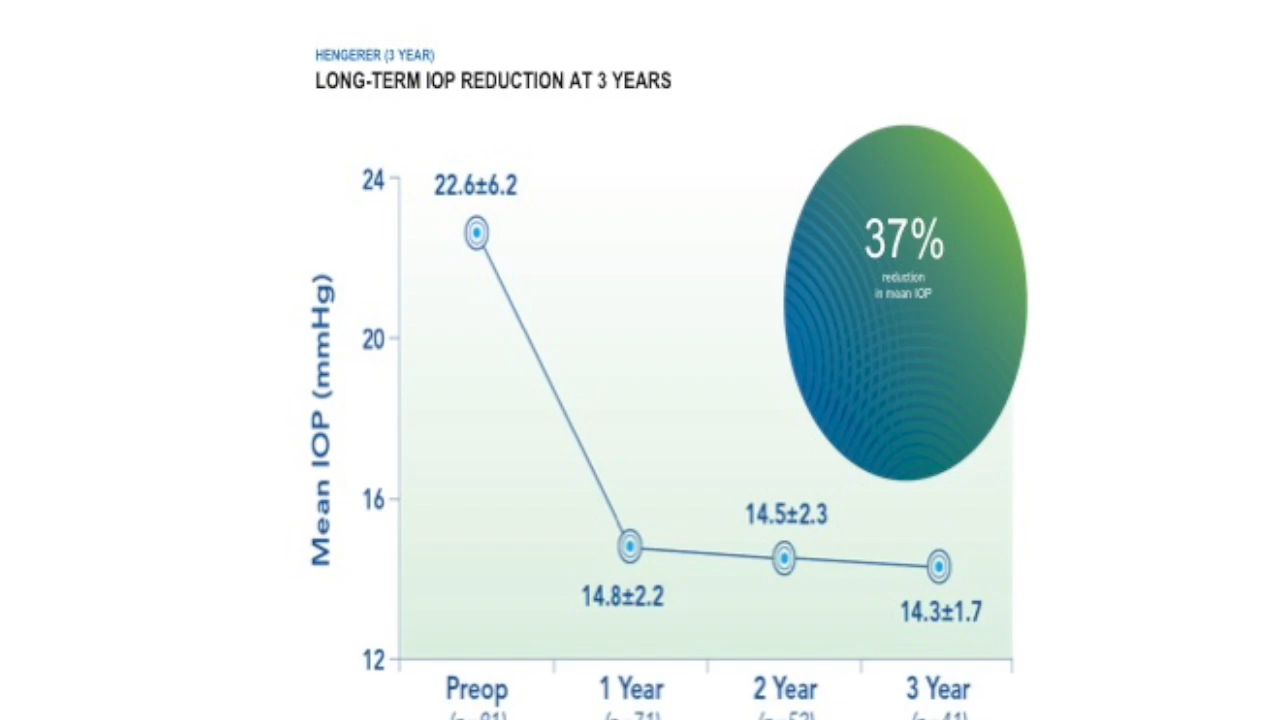 HENGERER (3 YEAR)
LONG-TERM IOP REDUCTION AT 3 YEARS
37%
reduction
in mean IOP
Mean IOP (mmHg)
24
20
16
12
22.6±6.2
14.8±2.2
14.5±2.3
14.3±1.7
Preop
1 Year
2 Year
3 Year